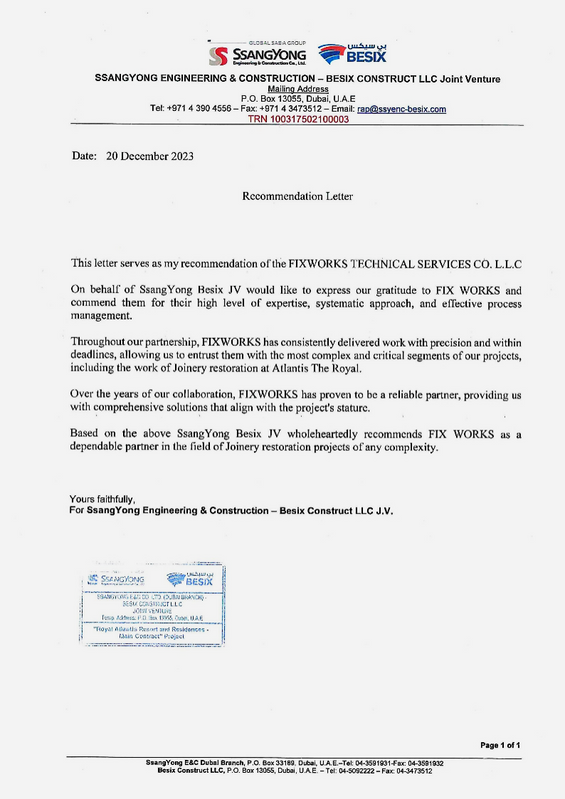 GLOBAL SAEA GROUP
SSANGYONG
Engineering & Construction Co., Ltd.
بي سيكس
BESIX
SSANGYONG ENGINEERING & CONSTRUCTION – BESIX CONSTRUCT LLC Joint Venture
Mailing Address
P.O. Box 13055, Dubai, U.A.E
Tel: +971 4 390 4556 – Fax: +971 4 3473512 – Email: rap@ssyenc-besix.com
TRN 100317502100003
Date: 20 December 2023
Recommendation Letter
This letter serves as my recommendation of the FIXWORKS TECHNICAL SERVICES CO. L.L.C
On behalf of SsangYong Besix JV would like to express our gratitude to FIX WORKS and
commend them for their high level of expertise, systematic approach, and effective process
management.
Throughout our partnership, FIXWORKS has consistently delivered work with precision and within
deadlines, allowing us to entrust them with the most complex and critical segments of our projects,
including the work of Joinery restoration at Atlantis The Royal.
Over the years of our collaboration, FIXWORKS has proven to be a reliable partner, providing us
with comprehensive solutions that align with the project's stature.
Based on the above SsangYong Besix JV wholeheartedly recommends FIX WORKS as a
dependable partner in the field of Joinery restoration projects of any complexity.
Yours faithfully,
For SsangYong Engineering & Construction – Besix Construct LLC J.V.
SSANGYONG
بي سيكس
BESIX
SSANGYONG E&C CO. LTD. (DUBAI BRANCH) -
BESIX CONSTRUCT L.L.C
JOINT VENTURE
Address: P.O. Box 13055, Dubai, U.A.E
"Royal Atlantis Resort and Residences -
Main Contract" Project
Page 1 of 1
SsangYong E&C Dubai Branch, P.O. Box 33189, Dubai, U.A.E.–Tel: 04-3591931-Fax: 04-3591932
Besix Construct LLC, P.O. Box 13055, Dubai, U.A.E. – Tel: 04-5092222 – Fax: 04-3473512